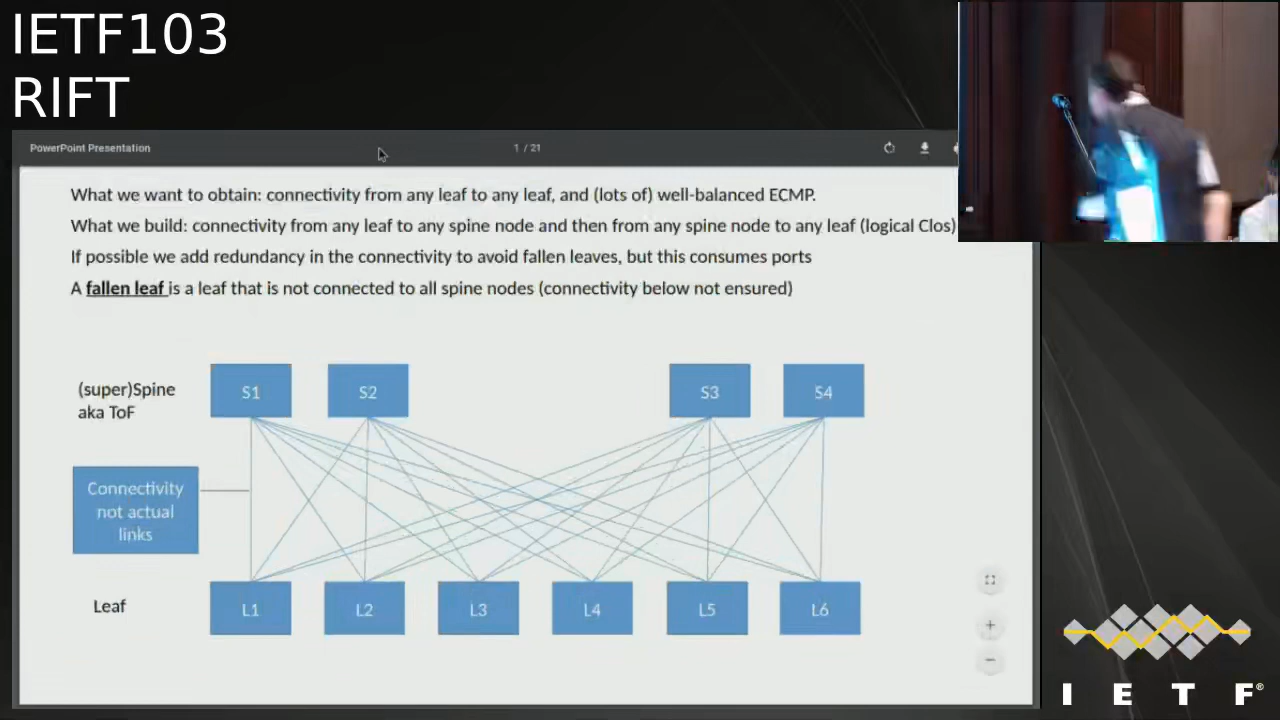 IETF103
RIFT
PowerPoint Presentation
1 / 21
What we want to obtain: connectivity from any leaf to any leaf, and (lots of) well-balanced ECMP.
What we build: connectivity from any leaf to any spine node and then from any spine node to any leaf (logical Clos)
If possible we add redundancy in the connectivity to avoid fallen leaves, but this consumes ports
A fallen leaf is a leaf that is not connected to all spine nodes (connectivity below not ensured)
(super)Spine
aka ToF
S1
S2
S3
S4
Connectivity
not actual
links
Leaf
L1
L2
L3
L4
L5
L6
I E T F®